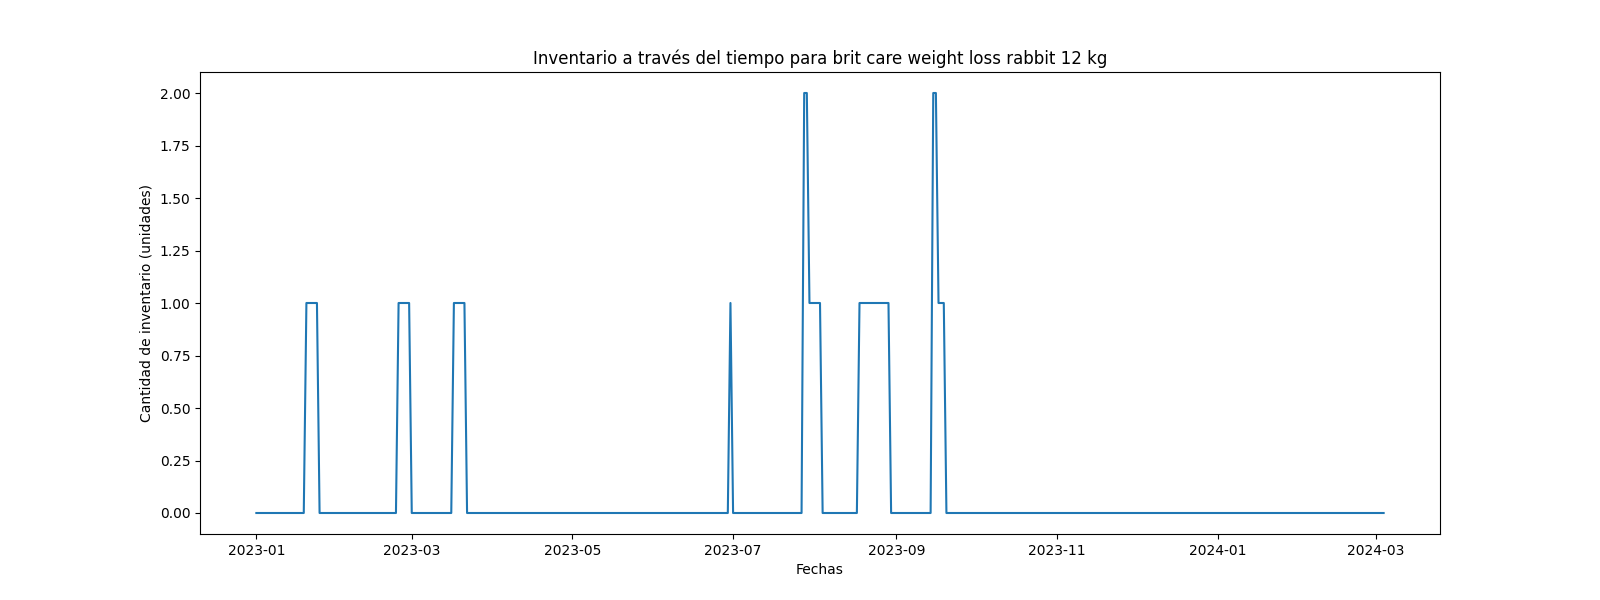 Inventario a través del tiempo para brit care weight loss rabbit 12 kg
Cantidad de inventario (unidades)
2.00
1.75
1.50
1.25
1.00
0.75
0.50
0.25
0.00
2023-01 2023-03 2023-05 2023-07 2023-09 2023-11 2024-01 2024-03
Fechas